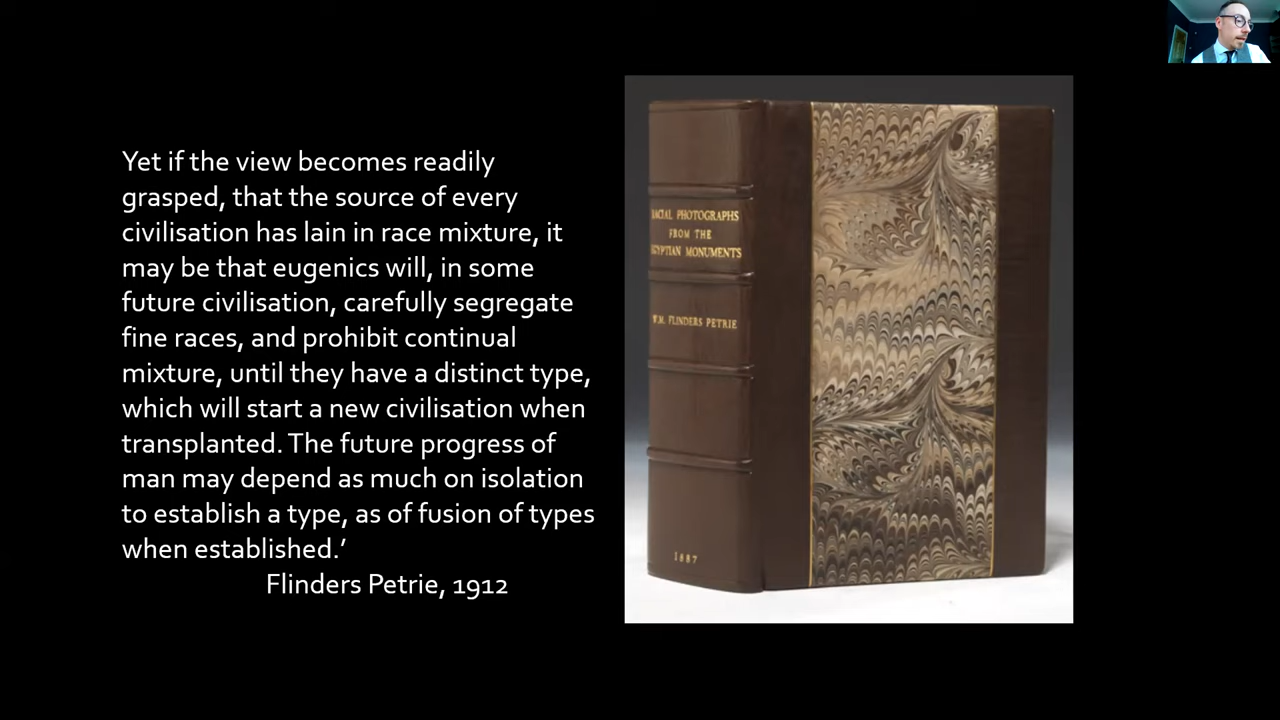 Yet if the view becomes readily
grasped, that the source of every
civilisation has lain in race mixture, it
may be that eugenics will, in some
future civilisation, carefully segregate
fine races, and prohibit continual
mixture, until they have a distinct type,
which will start a new civilisation when
transplanted. The future progress of
man may depend as much on isolation
to establish a type, as of fusion of types
when established.’
Flinders Petrie, 1912
RACIAL PHOTOGRAPHS
FROM THE
EGYPTIAN MONUMENTS
W.M. FLINDERS PETRIE
1887